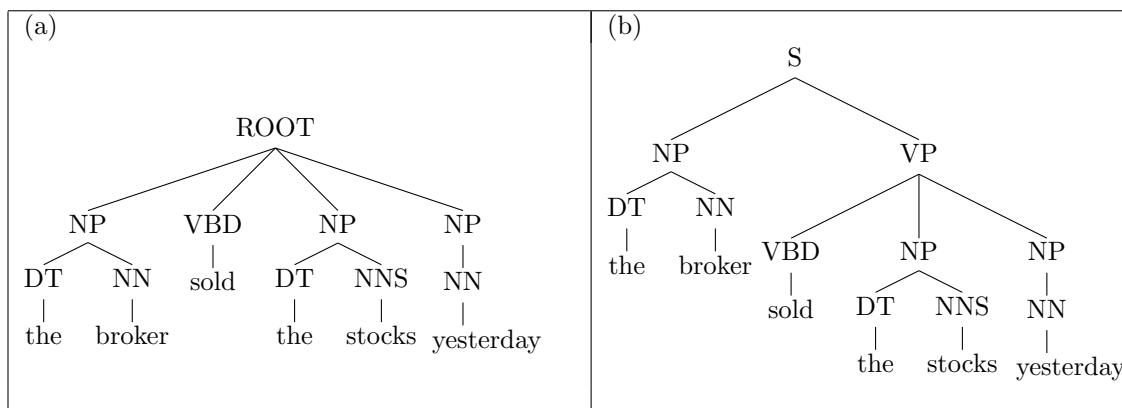 (a)
ROOT
NP VBD NP NP
DT NN sold DT NNS NN
the broker the stocks yesterday
(b)
S
NP VP
DT NN
the broker
VBD NP NP
sold DT NNS NN
the stocks yesterday